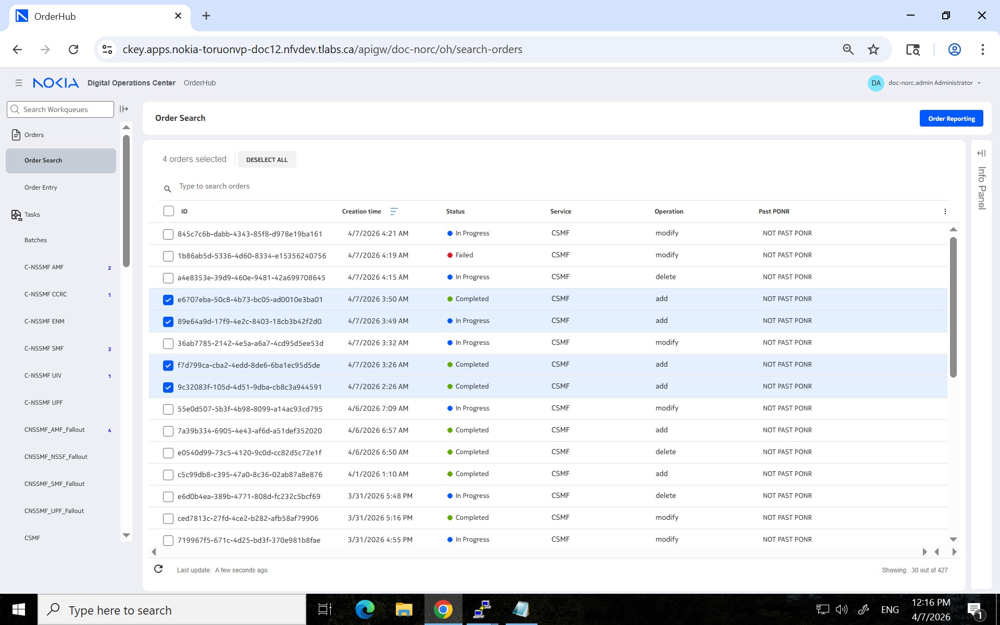 OrderHub
ckey.apps.nokia-toruonvp-doc12.nfvdev.tlabs.ca/apigw/doc-norc/oh/search-orders
NOKIA Digital Operations Center OrderHub
DA doc-norc.admin Administrator
Search Workqueues
Orders
Order Search
Order Entry
Tasks
Batches
C-NSSMF AMF 2
C-NSSMF CCRC 1
C-NSSMF ENM
C-NSSMF SMF 3
C-NSSMF UIV 1
C-NSSMF UPF
CNSSMF_AMF_Fallout 4
CNSSMF_NSSF_Fallout
CNSSMF_SMF_Fallout
CNSSMF_UPF_Fallout
CSMF
Order Search
Order Reporting
4 orders selected DESELECT ALL
Type to search orders
ID Creation time Status Service Operation Past PONR
845c7c6b-dabb-4343-85f8-d978e19ba161 4/7/2026 4:21 AM In Progress CSMF modify NOT PAST PONR
1b86ab5d-5336-4d60-8334-e15356240756 4/7/2026 4:19 AM Failed CSMF modify NOT PAST PONR
a4e8353e-39d9-460e-9481-42a699708645 4/7/2026 4:15 AM In Progress CSMF delete NOT PAST PONR
e6707eba-50c8-4b73-bc05-ad0010e3ba01 4/7/2026 3:50 AM Completed CSMF add NOT PAST PONR
89e64a9d-17f9-4e2c-8403-18cb3b42f2d0 4/7/2026 3:49 AM In Progress CSMF add NOT PAST PONR
36ab7785-2142-4e5a-a6a7-4cd95d5ee53d 4/7/2026 3:32 AM In Progress CSMF modify NOT PAST PONR
f7d799ca-cba2-4edd-8de6-6ba1ec95d5de 4/7/2026 3:26 AM Completed CSMF add NOT PAST PONR
9c32083f-105d-4d51-9dba-cb8c3a944591 4/7/2026 2:26 AM Completed CSMF add NOT PAST PONR
55e0d507-5b3f-4b98-8099-a14ac93cd795 4/6/2026 7:09 AM In Progress CSMF modify NOT PAST PONR
7a39b334-6905-4e43-af6d-a51def352020 4/6/2026 6:57 AM Completed CSMF add NOT PAST PONR
e0540d99-73c5-4120-9c0d-cc82d5c72e1f 4/6/2026 6:50 AM Completed CSMF delete NOT PAST PONR
c5c99db8-c395-47a0-8c36-02ab87a8e876 4/1/2026 1:10 AM Completed CSMF add NOT PAST PONR
e6d0b4ea-389b-4771-808d-fc232c5bcf69 3/31/2026 5:48 PM In Progress CSMF delete NOT PAST PONR
ced7813c-27fd-4ce2-b282-afb58af79906 3/31/2026 5:16 PM Completed CSMF modify NOT PAST PONR
719967f5-671c-4d25-bd3f-370e981b8fae 3/31/2026 4:55 PM In Progress CSMF modify NOT PAST PONR
Last update: A few seconds ago
Showing: 30 out of 427
Info Panel
Type here to search
ENG
12:16 PM
4/7/2026
1